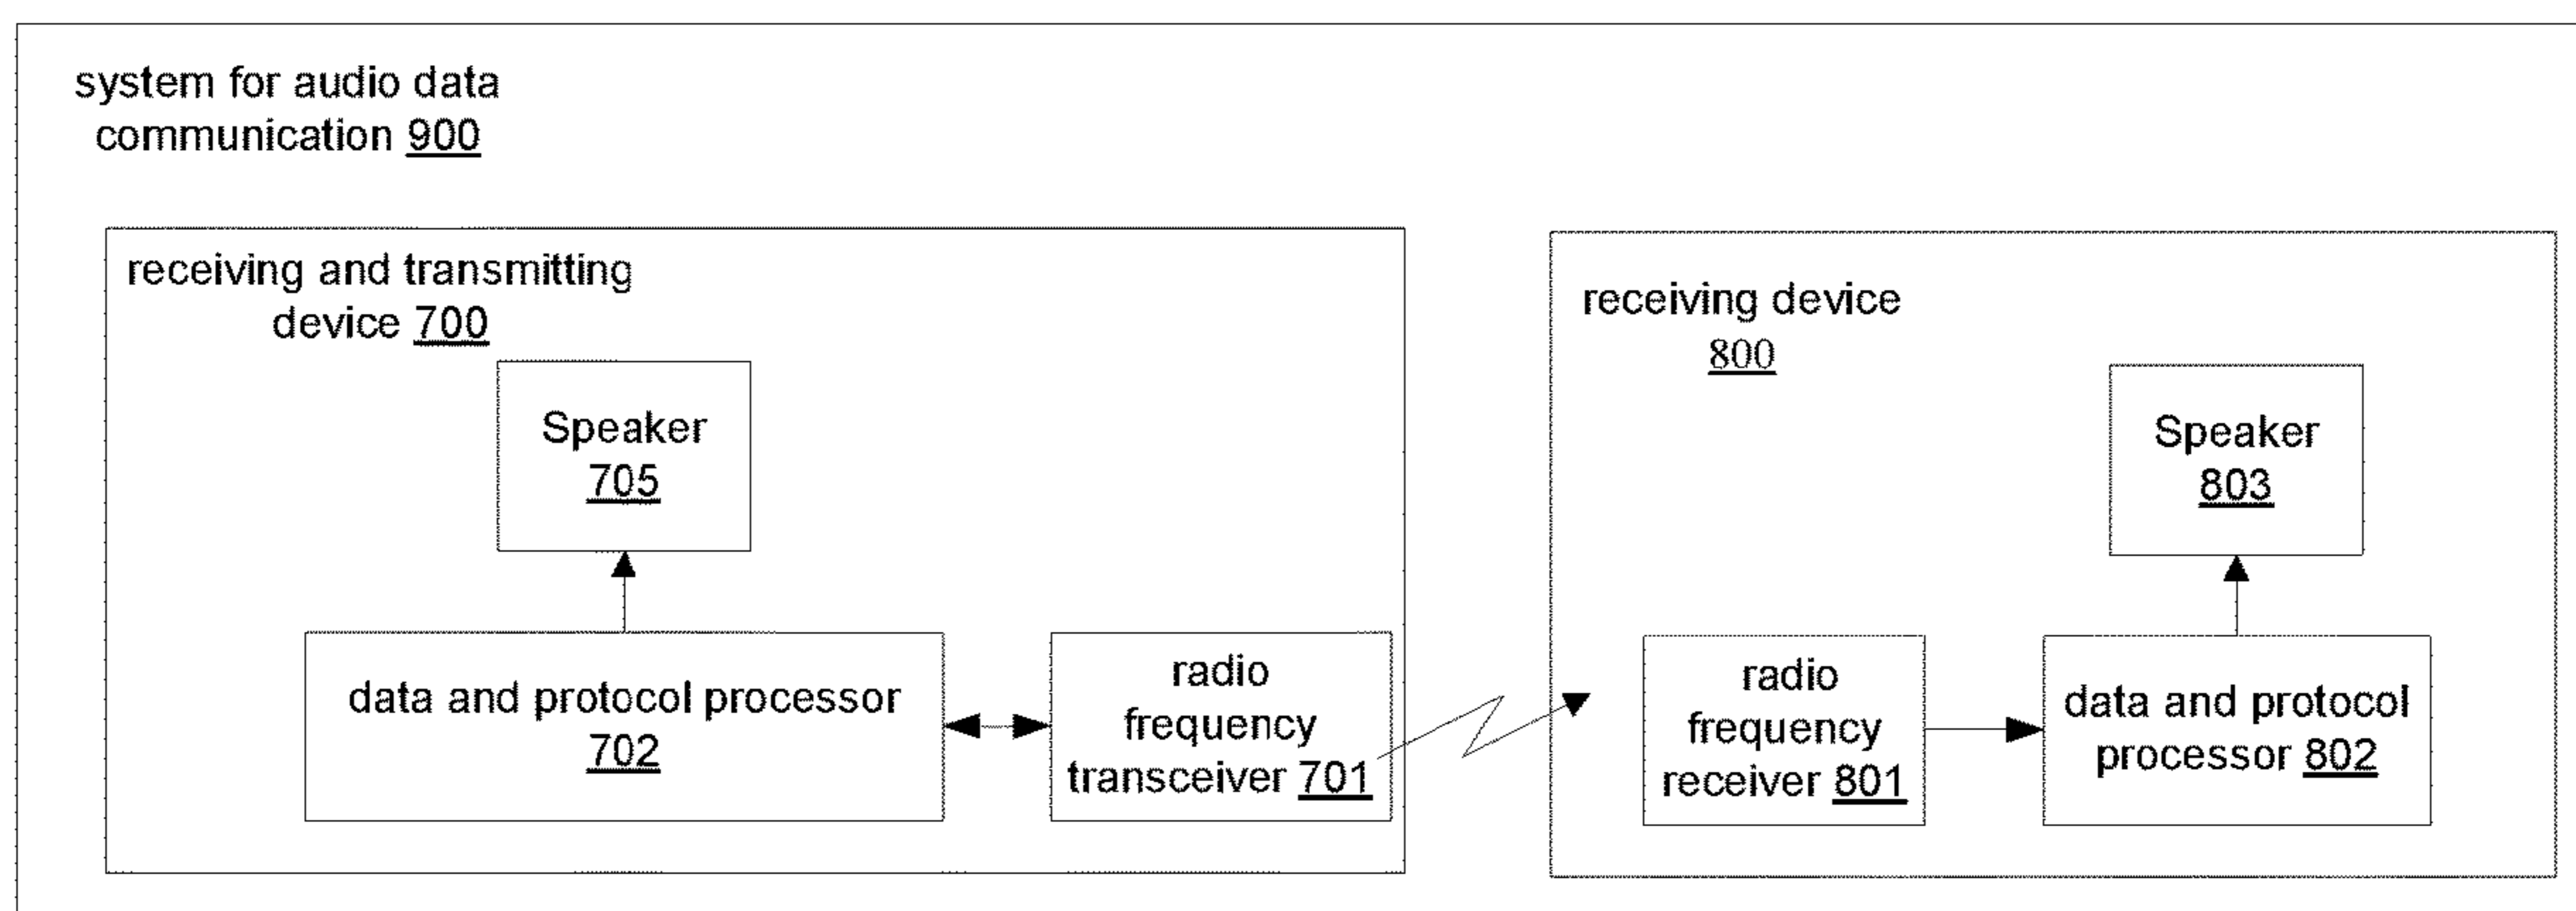 system for audio data
communication 900
receiving and transmitting
device 700
Speaker
705
data and protocol processor
702
radio
frequency
transceiver 701
receiving device
800
Speaker
803
radio
frequency
receiver 801
data and protocol
processor 802